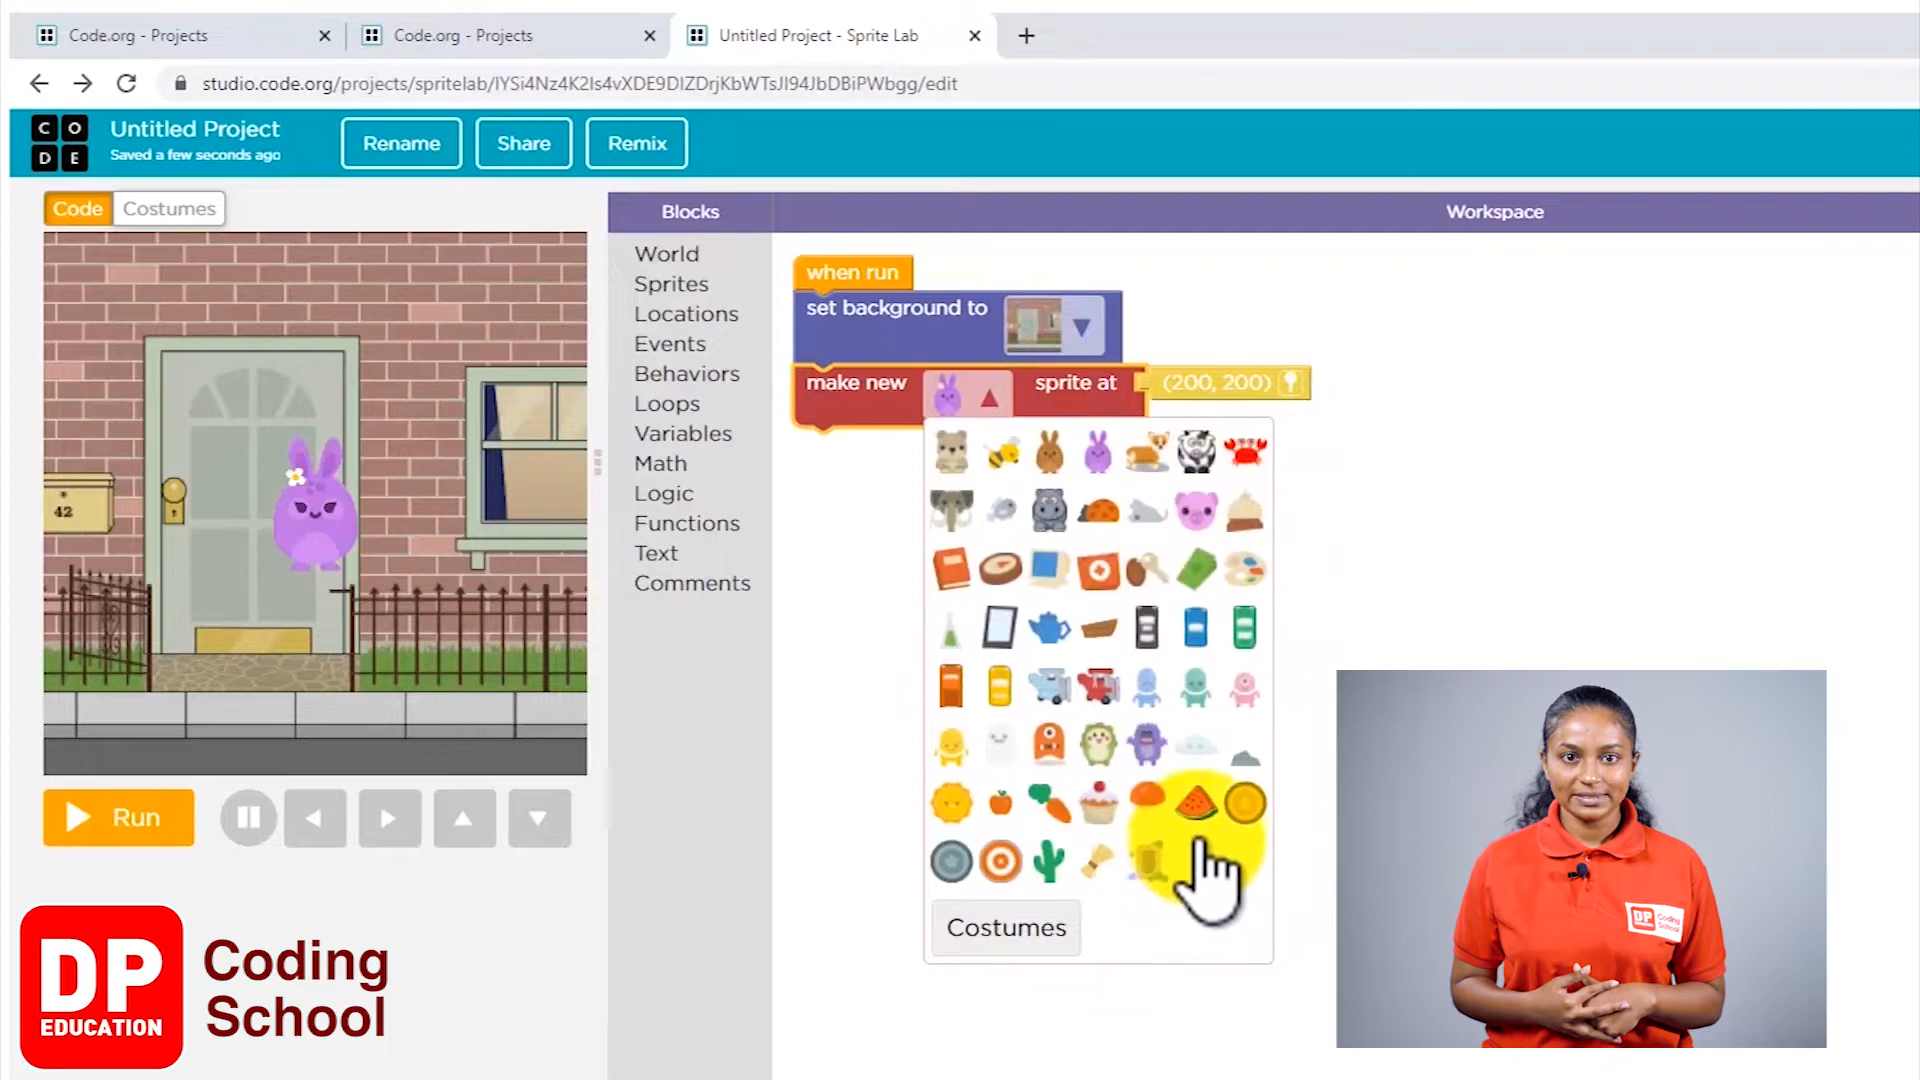 Code.org - Projects
Code.org - Projects
Untitled Project - Sprite Lab
studio.code.org/projects/spritelab/IYSi4Nz4K2Is4vXDE9DIZDrjKbWTsJI94JbDBiPWbgg/edit
C O
D E
Untitled Project
Saved a few seconds ago
Rename
Share
Remix
Code
Costumes
Blocks
Workspace
World
Sprites
Locations
Events
Behaviors
Loops
Variables
Math
Logic
Functions
Text
Comments
when run
set background to
make new
sprite at
(200, 200)
42
Run
Costumes
DP
EDUCATION
Coding
School
DP
Coding
School